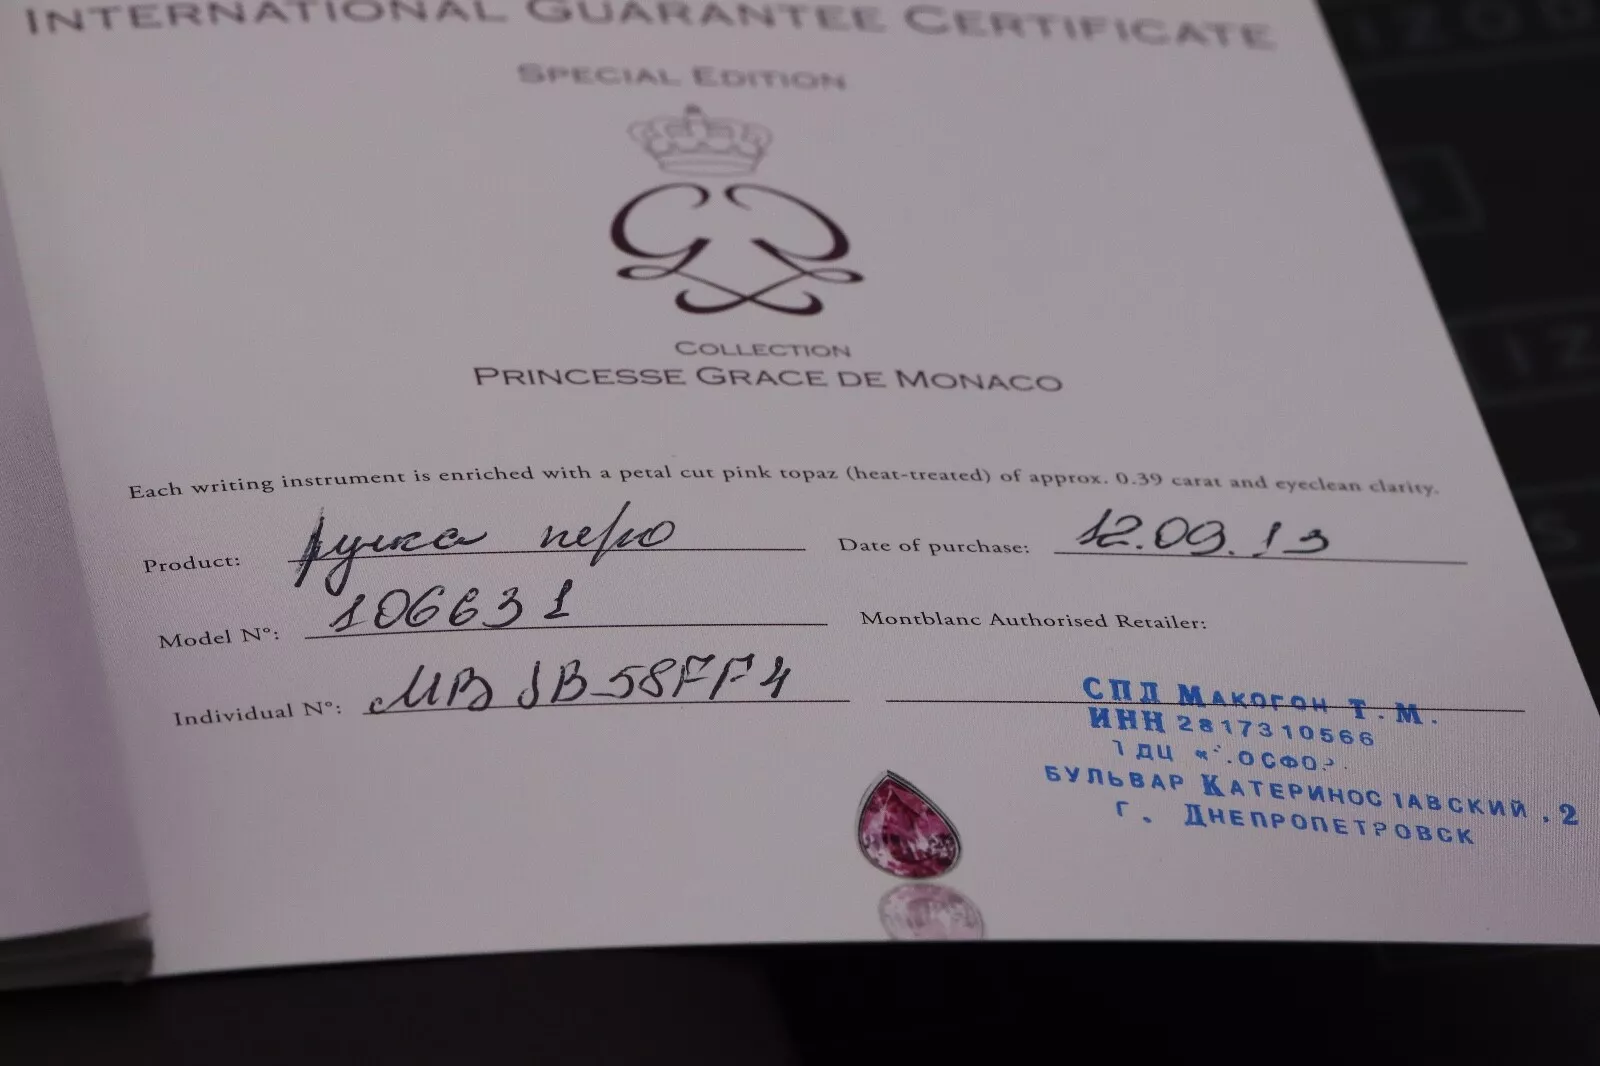 INTERNATIONAL GUARANTEE CERTIFICATE
SPECIAL EDITION
COLLECTION
PRINCESSE GRACE DE MONACO
Each writing instrument is enriched with a petal cut pink topaz (heat-treated) of approx. 0.39 carat and eyeclean clarity.
Product: Ручка перо
Date of purchase: 12.09.13
Model N°: 106631
Montblanc Authorised Retailer:
Individual N°: MB JB58FF4
СПД МАКОГОН Т.М.
ИНН 2817310566
БУЛЬВАР КАТЕРИНОСЛАВСКИЙ, 2
Г. ДНЕПРОПЕТРОВСК